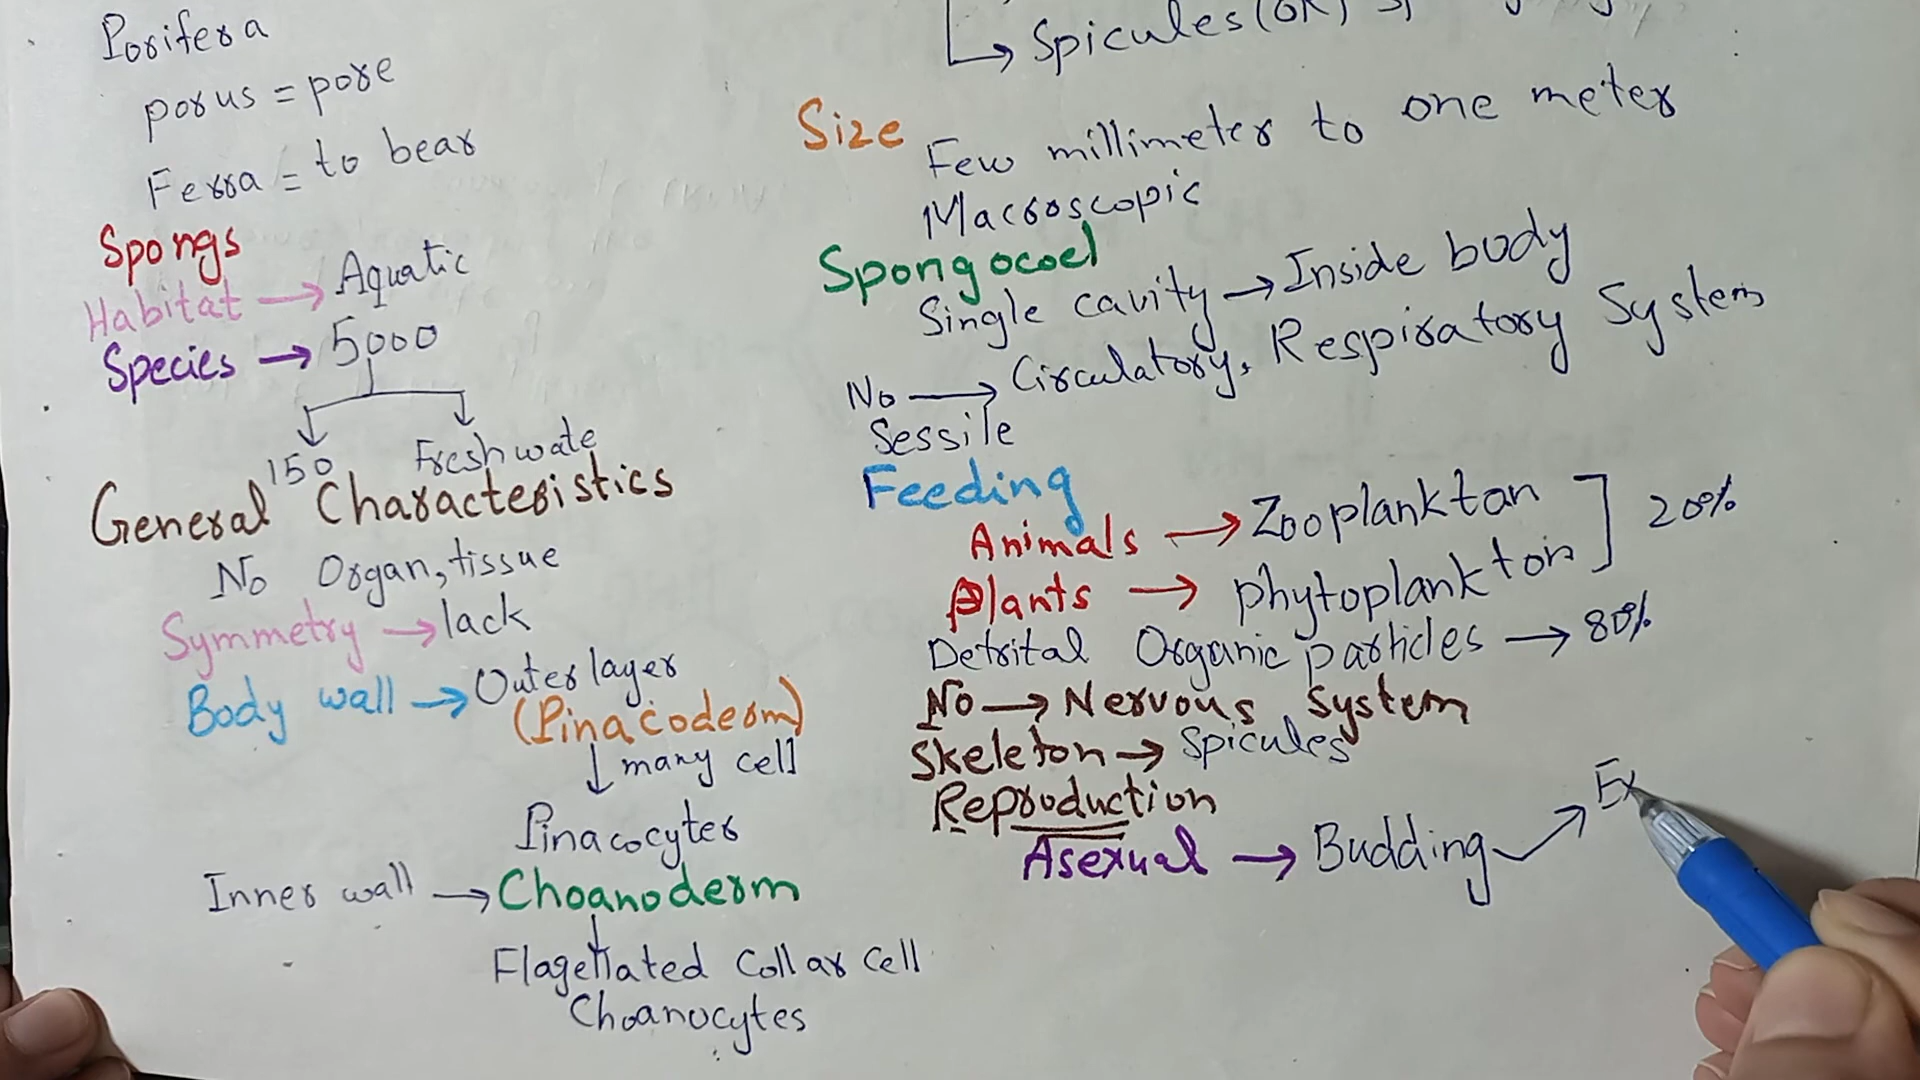 Porifera
porus = pore
Ferra = to bear
Spongs
Habitat → Aquatic
Species → 5000
150 Freshwate
General Characteristics
No Organ, tissue
Symmetry → lack
Body wall → Outer layer
(Pinacoderm)
↓ many cell
Pinacocytes
Inner wall → Choanoderm
Flagellated Collar Cell
Choanocytes
→ Spicules (OR)
Size
Few millimeter to one meter
Macroscopic
Spongocoel
Single cavity → Inside body
No → Circulatory, Respiratory System
Sessile
Feeding
Animals → Zooplanktan
Plants → phytoplankton ] 20%
Detrital Organic particles → 80%
No → Nervous System
Skeleton → Spicules
Reproduction
Asexual → Budding → Ex